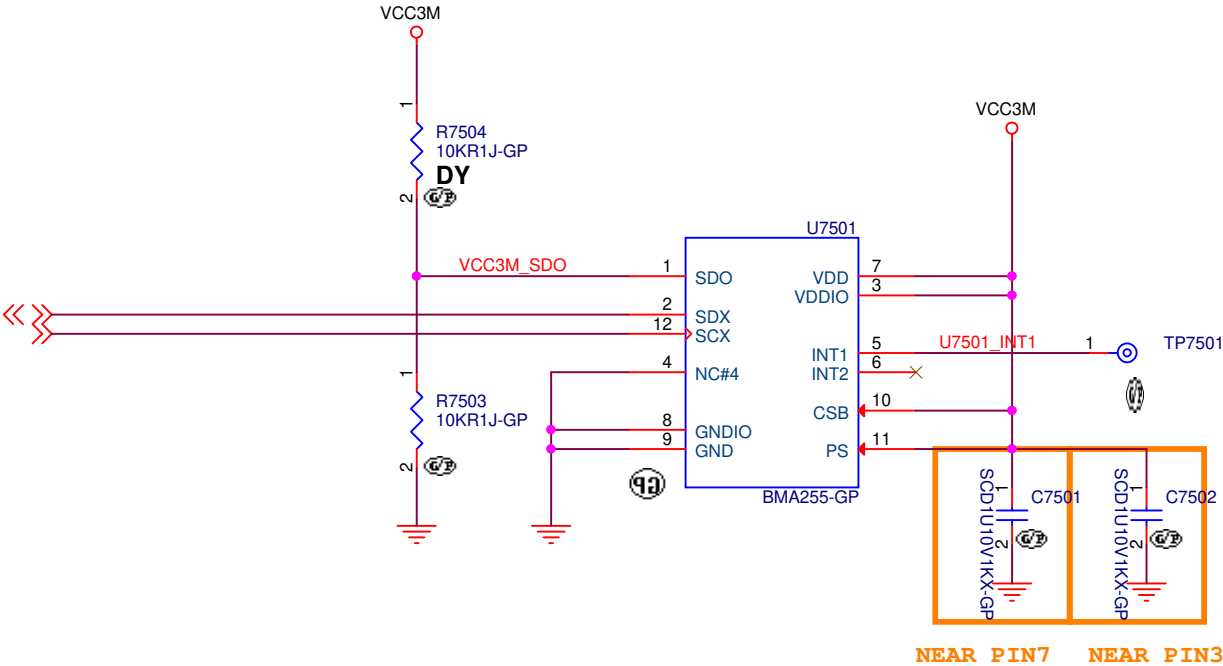 VCC3M
1
R7504
10KR1J-GP
DY
2
G/P
VCC3M
U7501
VCC3M_SDO
1
SDO
VDD
7
VDDIO
3
2
SDX
12
SCX
INT1
5
U7501_INT1
1
TP7501
INT2
6
4
NC#4
1
R7503
10KR1J-GP
2
G/P
CSB
10
8
GNDIO
9
GND
PS
11
GP
BMA255-GP
SCD1U10V1KX-GP
1
C7501
2
G/P
SCD1U10V1KX-GP
1
C7502
2
G/P
NEAR PIN7
NEAR PIN3